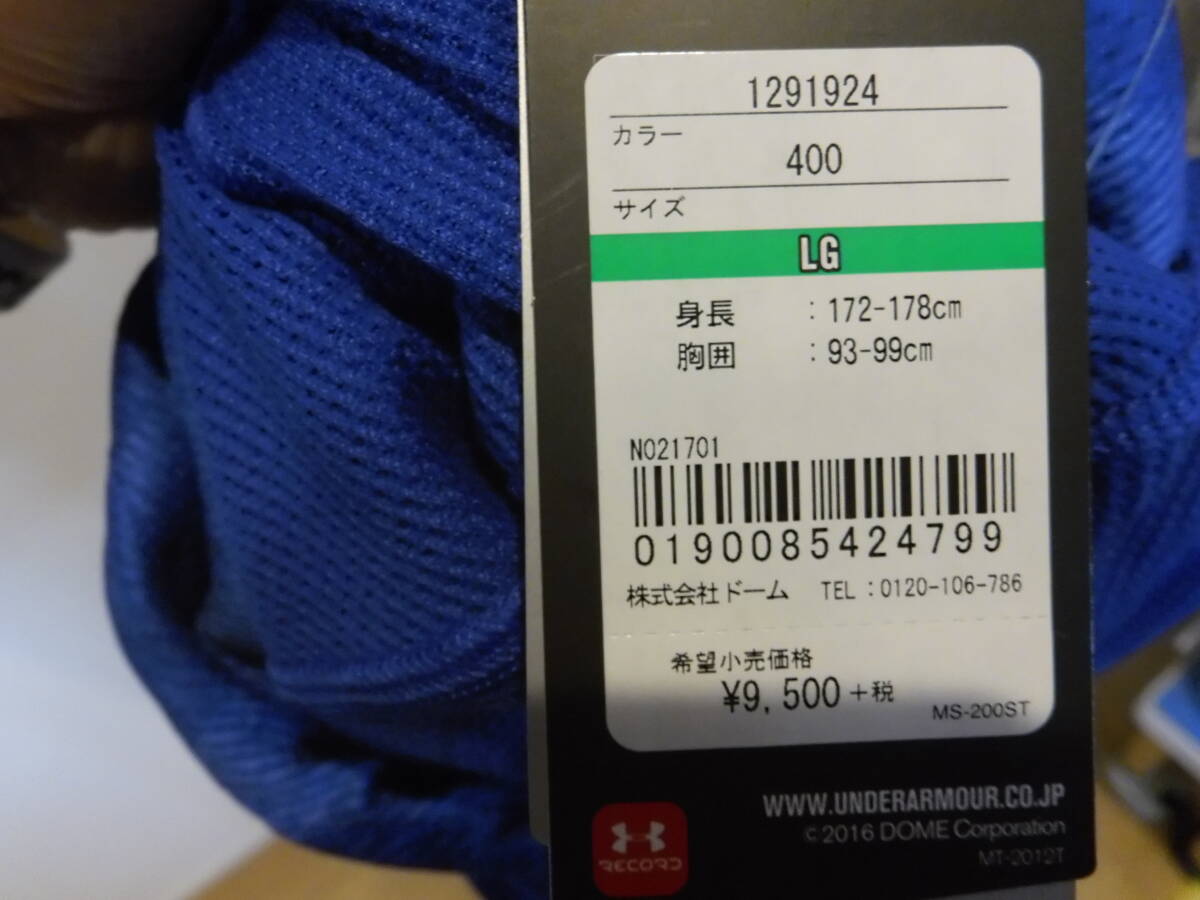 1291924
カラー
400
サイズ
LG
身長 : 172-178cm
胸囲 : 93-99cm
NO21701
0190085424799
株式会社ドーム TEL:0120-106-786
希望小売価格
¥9,500+税
MS-200ST
WWW.UNDERARMOUR.CO.JP
© 2016 DOME Corporation
MT-2012T
RECORD